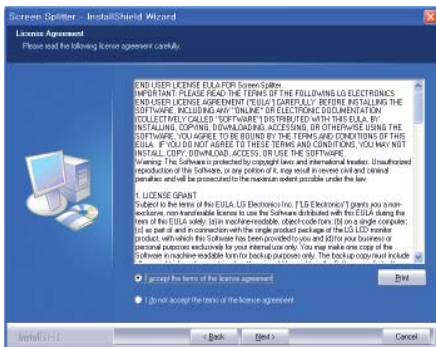 Screen Splitter - InstallShield Wizard
License Agreement
Please read the following license agreement carefully.
END USER LICENSE EULA FOR Screen Splitter
IMPORTANT: PLEASE READ THE TERMS OF THE FOLLOWING LG ELECTRONICS
END-USER LICENSE AGREEMENT ("EULA") CAREFULLY BEFORE INSTALLING THE
SOFTWARE, INCLUDING ANY "ONLINE" OR ELECTRONIC DOCUMENTATION
(COLLECTIVELY CALLED "SOFTWARE") DISTRIBUTED WITH THIS EULA. BY
INSTALLING, COPYING, DOWNLOADING, ACCESSING, OR OTHERWISE USING THE
SOFTWARE, YOU AGREE TO BE BOUND BY THE TERMS AND CONDITIONS OF THIS
EULA. IF YOU DO NOT AGREE TO THESE TERMS AND CONDITIONS, YOU MAY NOT
INSTALL, COPY, DOWNLOAD, ACCESS, OR USE THE SOFTWARE.
Warning: This Software is protected by copyright laws and international treaties. Unauthorized
reproduction of this Software, or any portion of it, may result in severe civil and criminal
penalties and will be prosecuted to the maximum extent possible under the law.
1. LICENSE GRANT
Subject to the terms of this EULA, LG Electronics Inc. ("LG Electronics") grants you a non-
exclusive, non-transferable license to use the Software distributed with this EULA during the
term of this EULA solely: (a) in machine-readable, object-code form; (b) on a single computer;
(c) as part of and in connection with the single product package of the LG LCD monitor
product, with which this Software has been provided to you and (d) for your business or
personal purposes exclusively for your internal use only. You may make one copy of the
Software in machine-readable form for backup purposes only. The backup copy must include
I accept the terms of the license agreement
Print
I do not accept the terms of the license agreement
InstallShield
< Back
Next >
Cancel